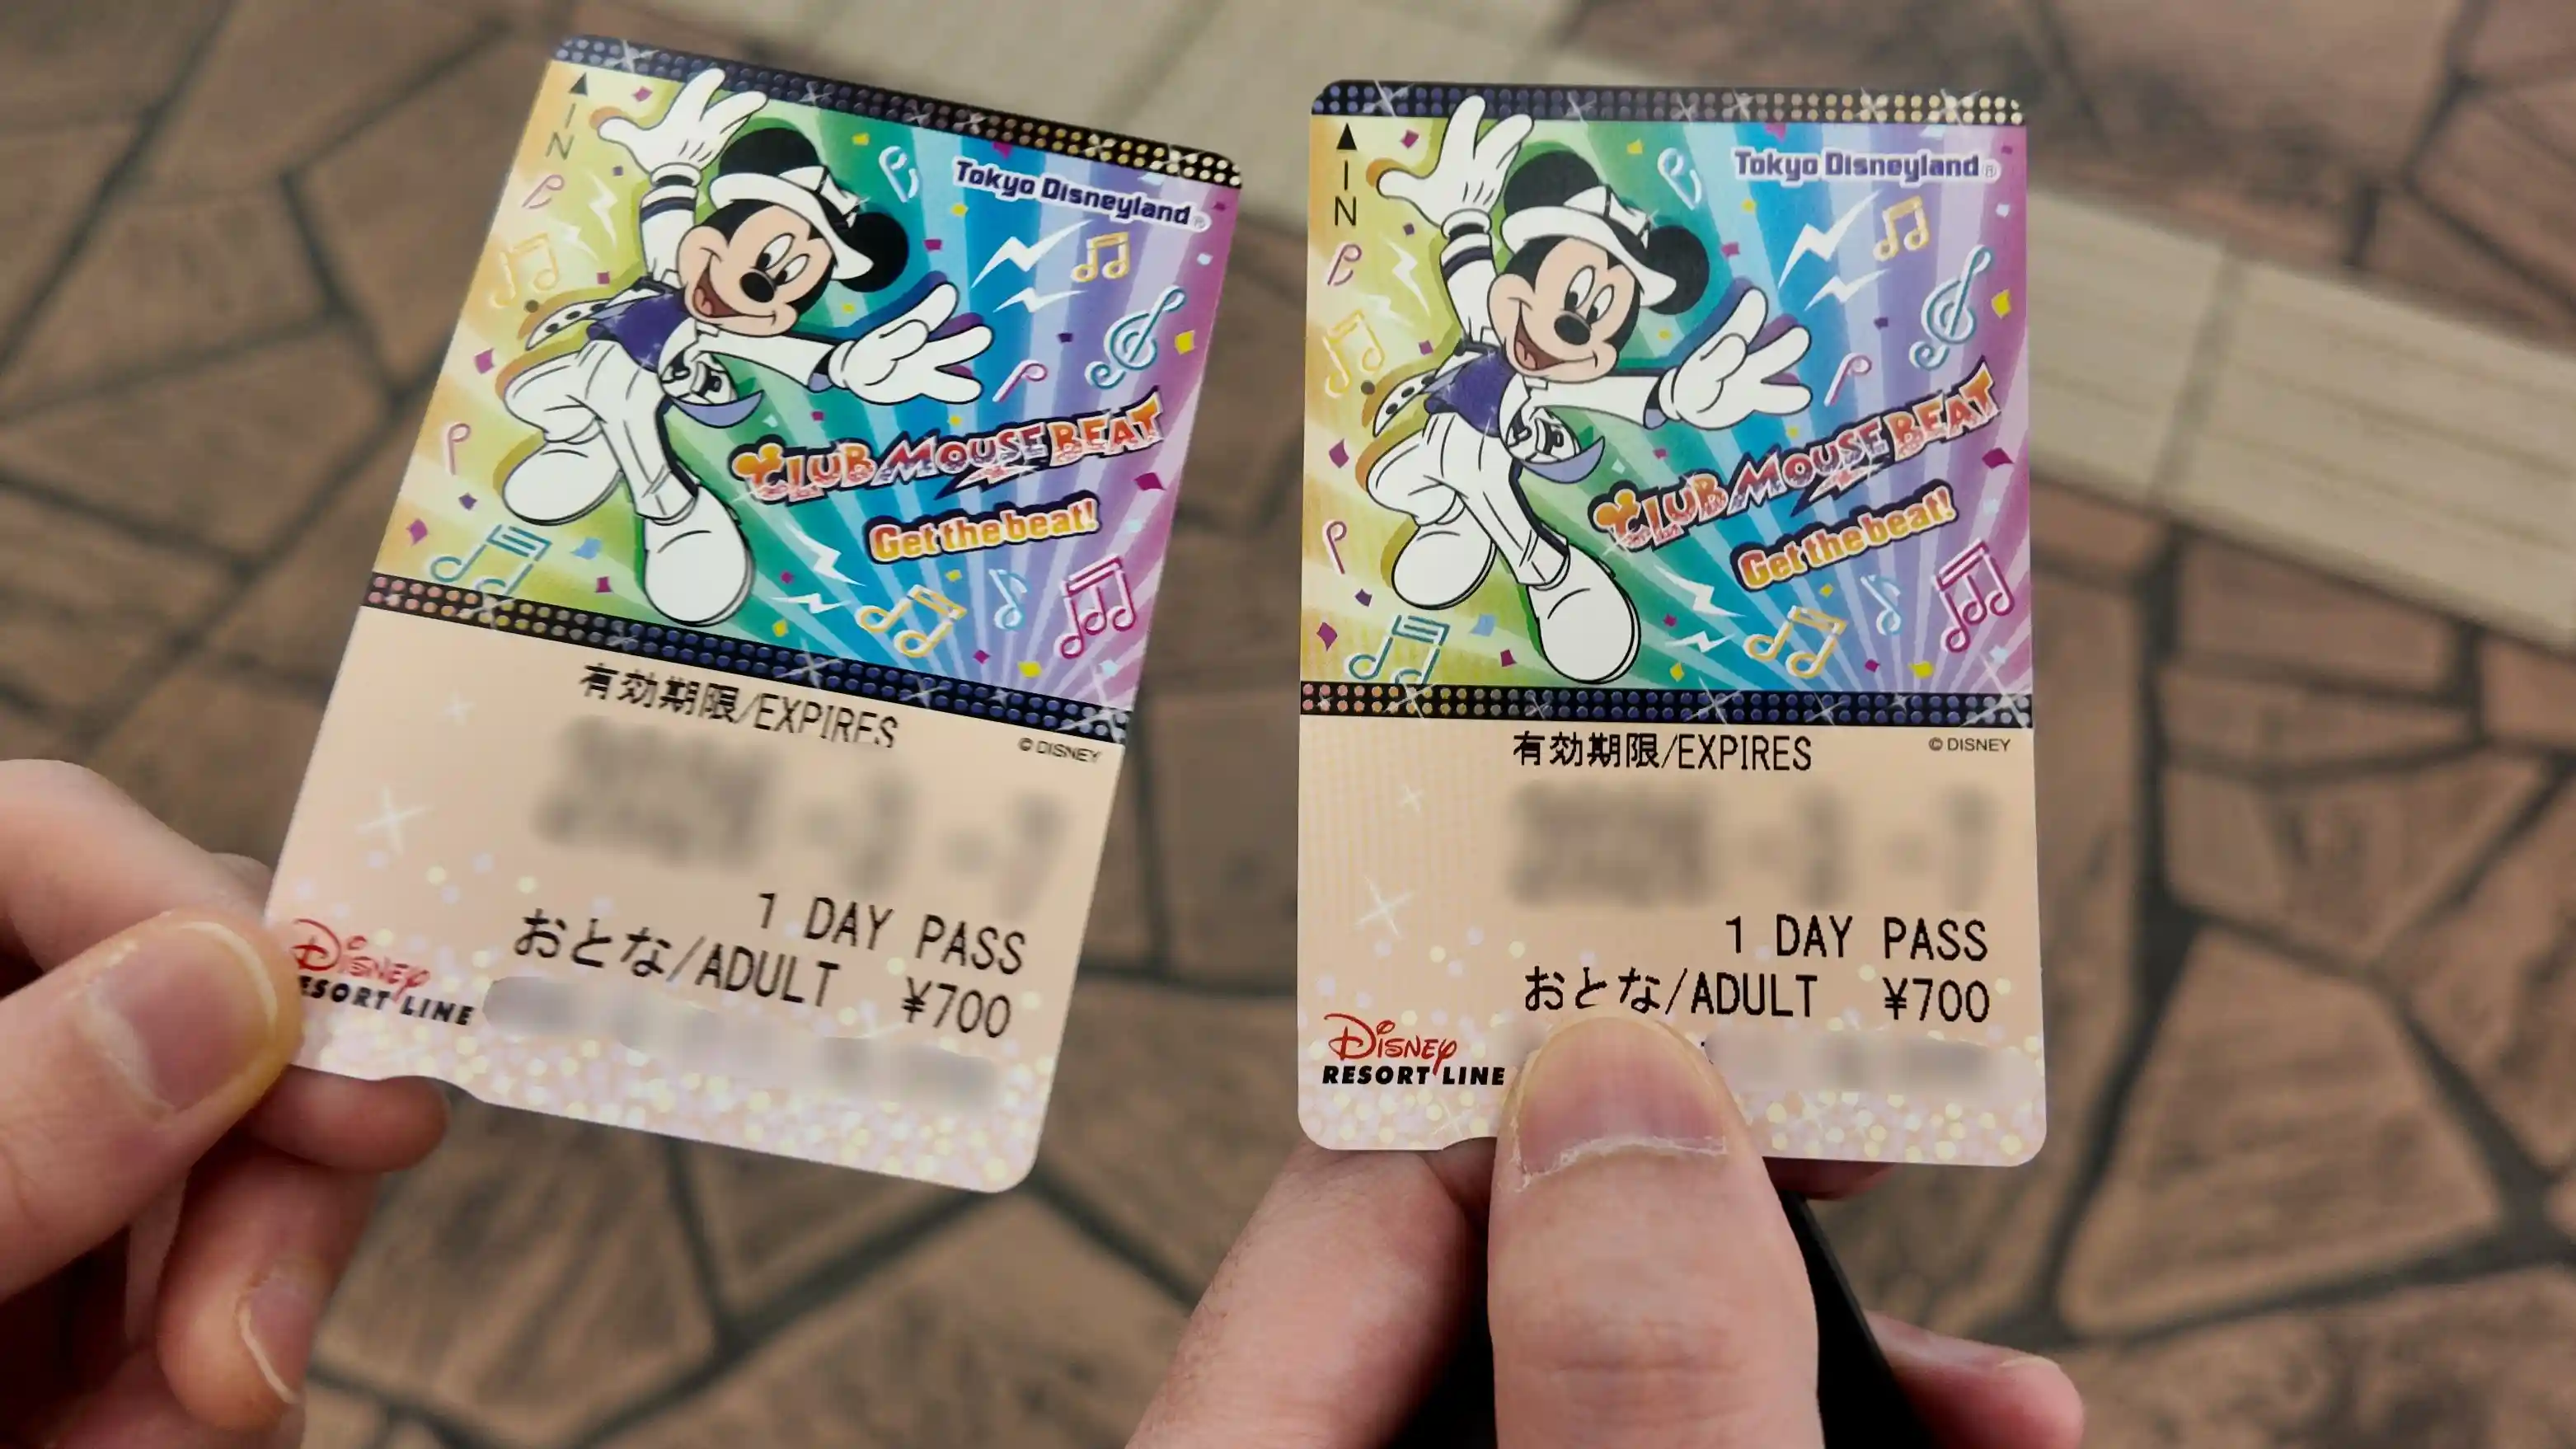 IN
Tokyo Disneyland®
CLUB MOUSE BEAT
Get the beat!
有効期限/EXPIRES
© DISNEY
1 DAY PASS
おとな/ADULT ¥700
DISNEY
RESORT LINE
IN
Tokyo Disneyland®
CLUB MOUSE BEAT
Get the beat!
有効期限/EXPIRES
© DISNEY
1 DAY PASS
おとな/ADULT ¥700
DISNEY
RESORT LINE